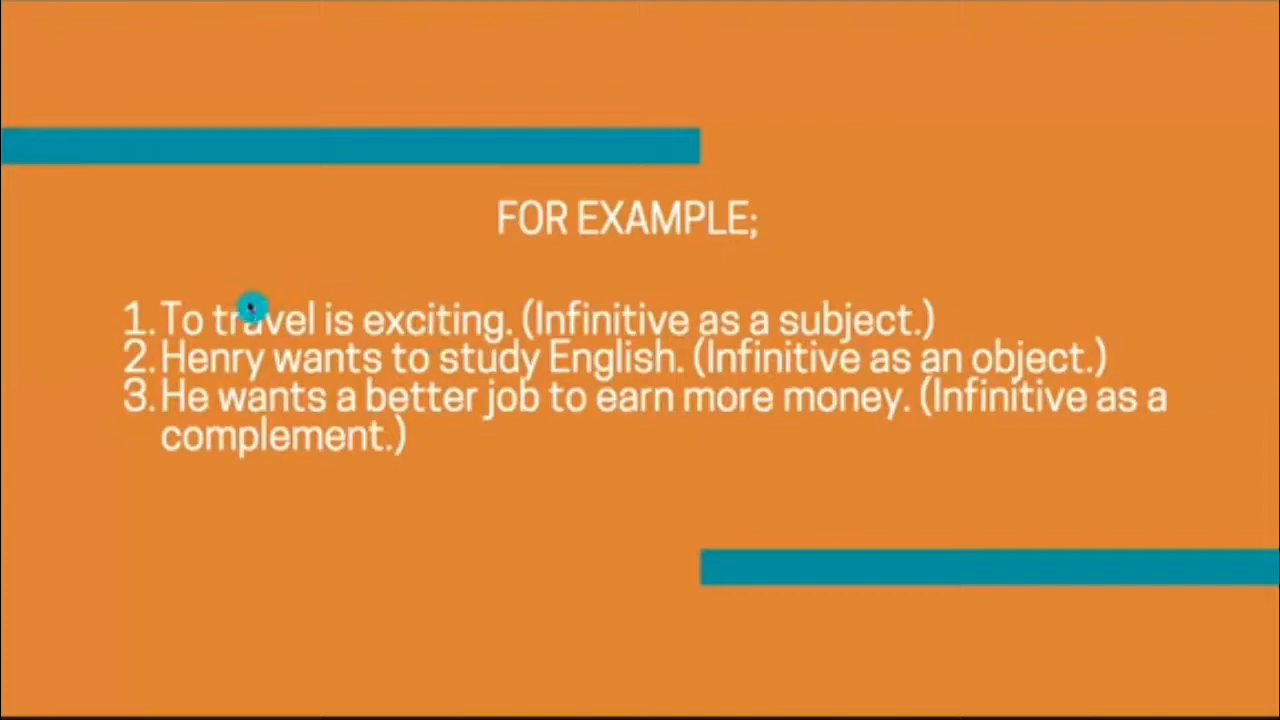 FOR EXAMPLE;
1. To travel is exciting. (Infinitive as a subject.)
2. Henry wants to study English. (Infinitive as an object.)
3. He wants a better job to earn more money. (Infinitive as a
complement.)